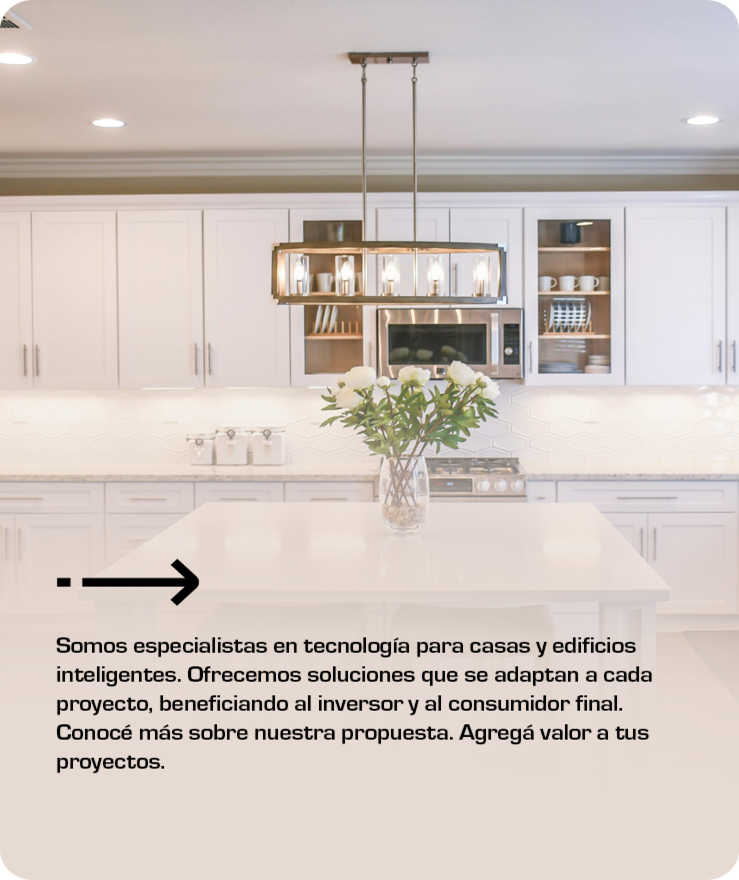 Somos especialistas en tecnología para casas y edificios
inteligentes. Ofrecemos soluciones que se adaptan a cada
proyecto, beneficiando al inversor y al consumidor final.
Conocé más sobre nuestra propuesta. Agregá valor a tus
proyectos.